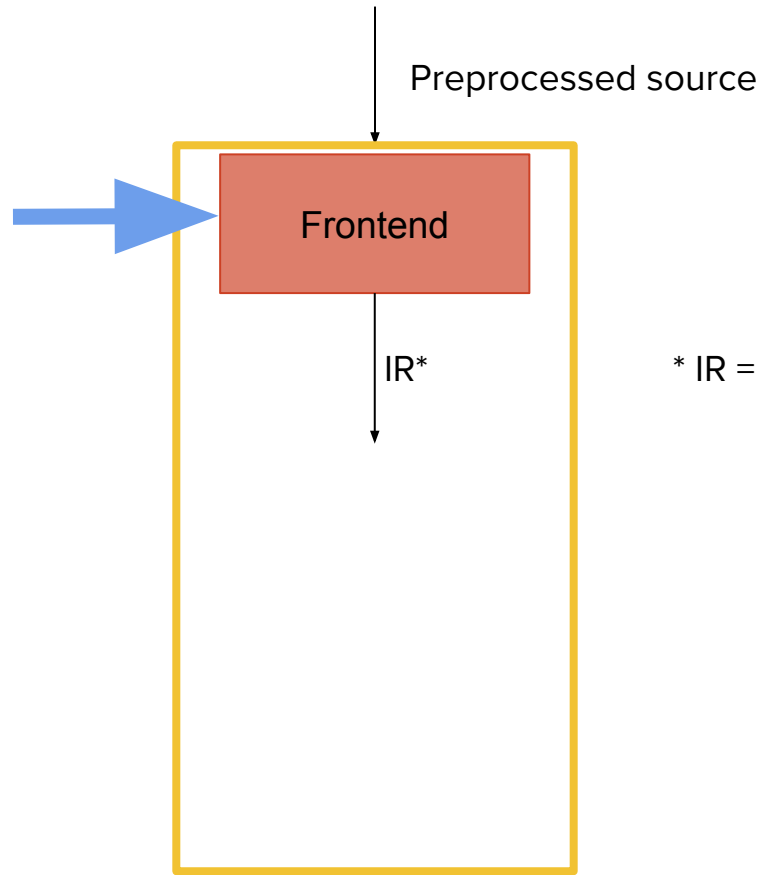 Preprocessed source
Frontend
IR*
* IR =